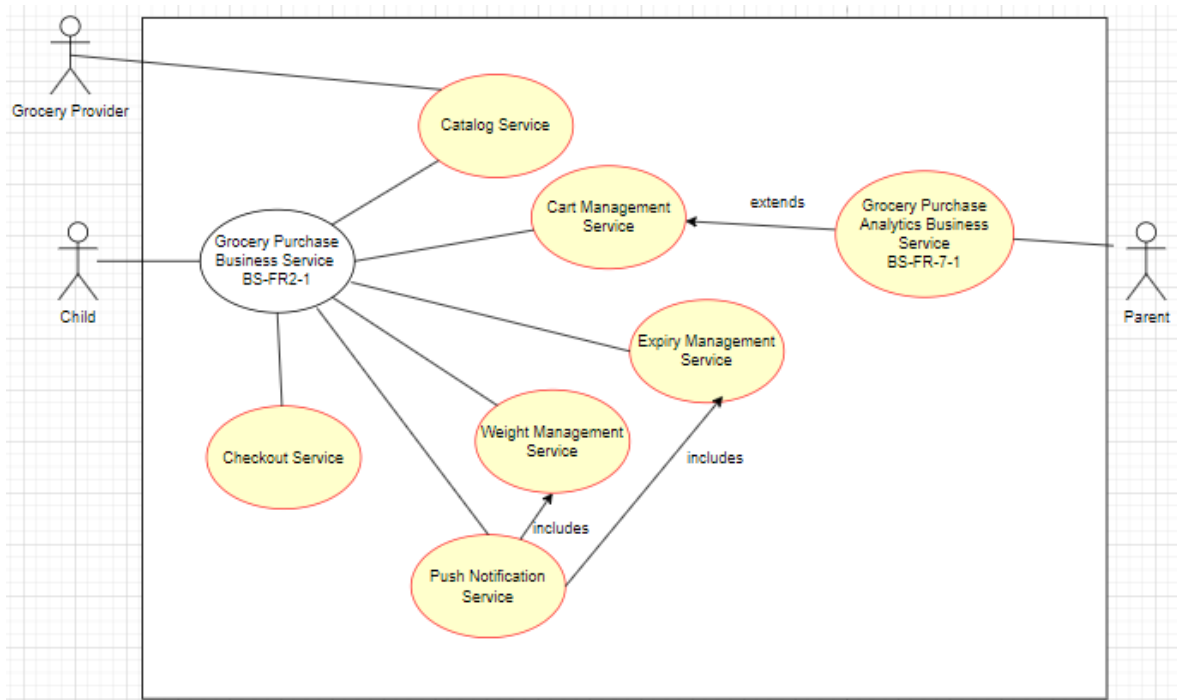 Grocery Provider
Catalog Service
Cart Management
Service
extends
Grocery Purchase
Analytics Business
Service
BS-FR-7-1
Grocery Purchase
Business Service
BS-FR2-1
Child
Parent
Expiry Management
Service
Weight Management
Service
Checkout Service
includes
includes
Push Notification
Service